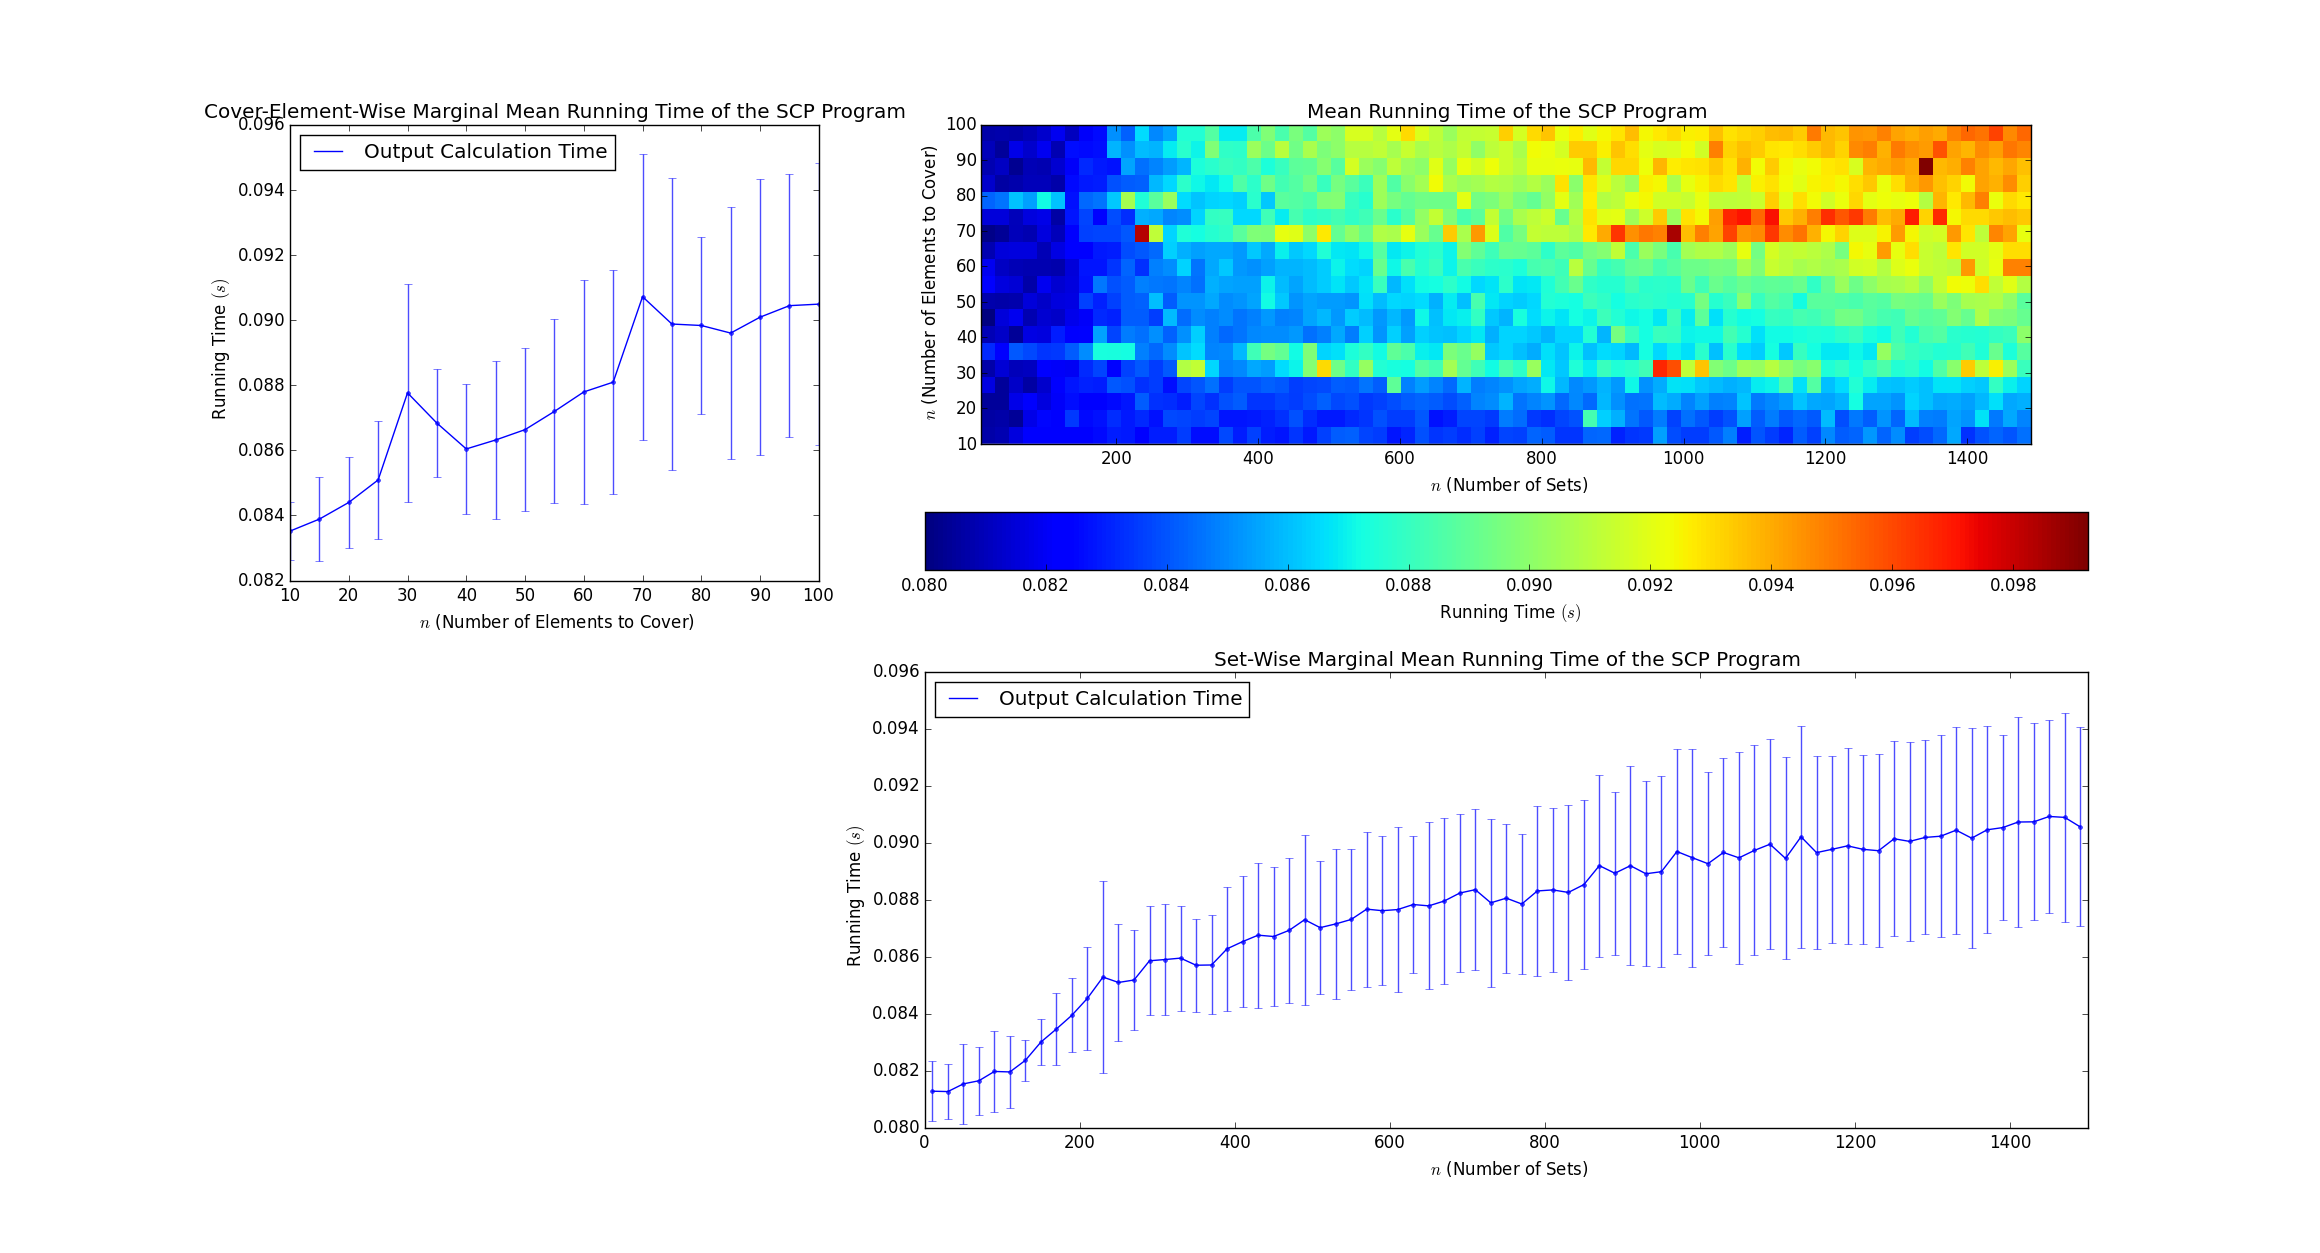 Cover-Element-Wise Marginal Mean Running Time of the SCP Program
0.096
0.094
0.092
0.090
0.088
0.086
0.084
0.082
Running Time (s)
Output Calculation Time
10 20 30 40 50 60 70 80 90 100
n (Number of Elements to Cover)
Mean Running Time of the SCP Program
100
90
80
70
60
50
40
30
20
10
n (Number of Elements to Cover)
200 400 600 800 1000 1200 1400
n (Number of Sets)
0.080 0.082 0.084 0.086 0.088 0.090 0.092 0.094 0.096 0.098
Running Time (s)
Set-Wise Marginal Mean Running Time of the SCP Program
0.096
0.094
0.092
0.090
0.088
0.086
0.084
0.082
0.080
Running Time (s)
Output Calculation Time
0 200 400 600 800 1000 1200 1400
n (Number of Sets)